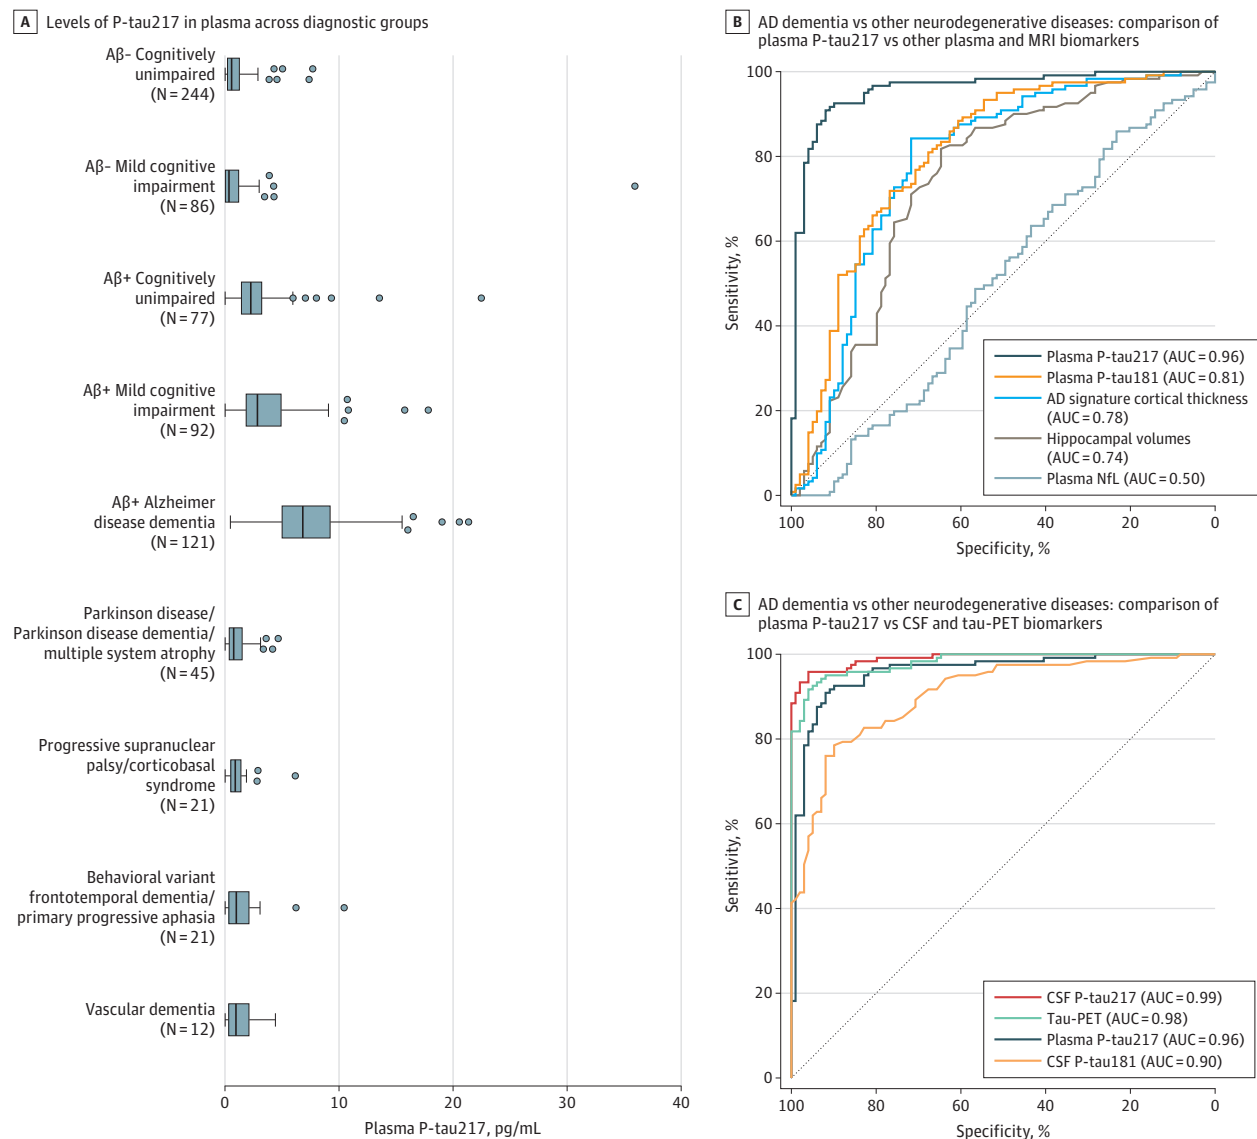 A Levels of P-tau217 in plasma across diagnostic groups
Aβ− Cognitively
unimpaired
(N = 244)
Aβ− Mild cognitive
impairment
(N = 86)
Aβ+ Cognitively
unimpaired
(N = 77)
Aβ+ Mild cognitive
impairment
(N = 92)
Aβ+ Alzheimer
disease dementia
(N = 121)
Parkinson disease/
Parkinson disease dementia/
multiple system atrophy
(N = 45)
Progressive supranuclear
palsy/corticobasal
syndrome
(N = 21)
Behavioral variant
frontotemporal dementia/
primary progressive aphasia
(N = 21)
Vascular dementia
(N = 12)
0 10 20 30 40
Plasma P-tau217, pg/mL
B AD dementia vs other neurodegenerative diseases: comparison of
plasma P-tau217 vs other plasma and MRI biomarkers
100
80
60
40
20
0
Sensitivity, %
Plasma P-tau217 (AUC = 0.96)
Plasma P-tau181 (AUC = 0.81)
AD signature cortical thickness
(AUC = 0.78)
Hippocampal volumes
(AUC = 0.74)
Plasma NfL (AUC = 0.50)
100 80 60 40 20 0
Specificity, %
C AD dementia vs other neurodegenerative diseases: comparison of
plasma P-tau217 vs CSF and tau-PET biomarkers
100
80
60
40
20
0
Sensitivity, %
CSF P-tau217 (AUC = 0.99)
Tau-PET (AUC = 0.98)
Plasma P-tau217 (AUC = 0.96)
CSF P-tau181 (AUC = 0.90)
100 80 60 40 20 0
Specificity, %